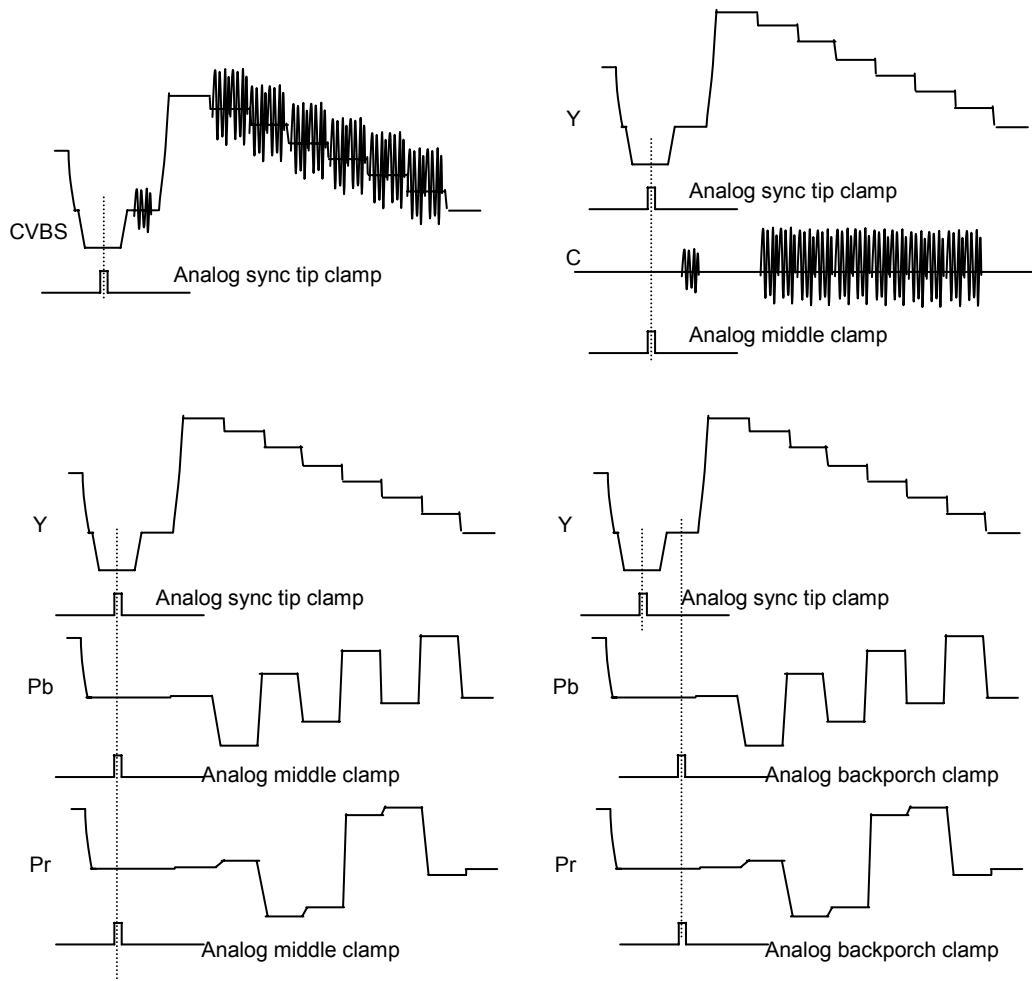 CVBS
Analog sync tip clamp
Y
Analog sync tip clamp
C
Analog middle clamp
Y
Analog sync tip clamp
Pb
Analog middle clamp
Pr
Analog middle clamp
Y
Analog sync tip clamp
Pb
Analog backporch clamp
Pr
Analog backporch clamp